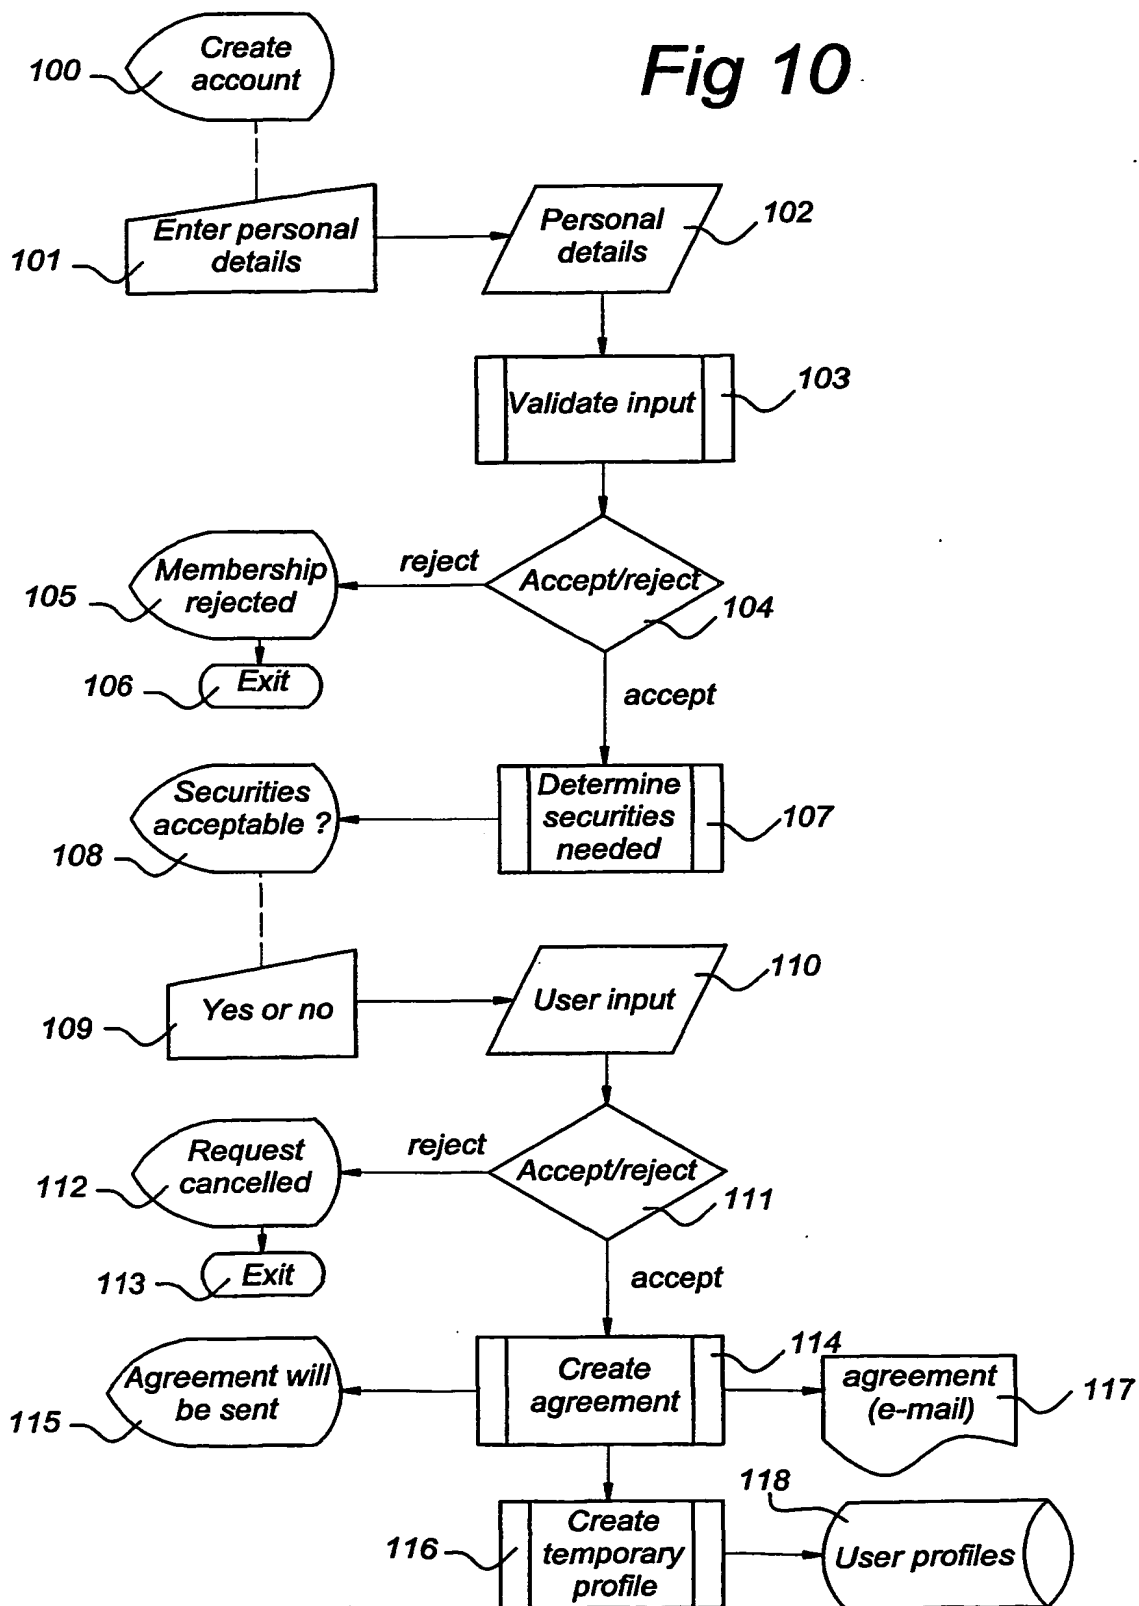 Fig 10
Create
account
100
Enter personal
details
101
Personal
details
102
Validate input
103
Accept/reject
104
reject
Membership
rejected
105
Exit
106
accept
Determine
securities
needed
107
Securities
acceptable ?
108
Yes or no
109
User input
110
Accept/reject
111
reject
Request
cancelled
112
Exit
113
accept
Create
agreement
114
Agreement will
be sent
115
agreement
(e-mail)
117
Create
temporary
profile
116
User profiles
118